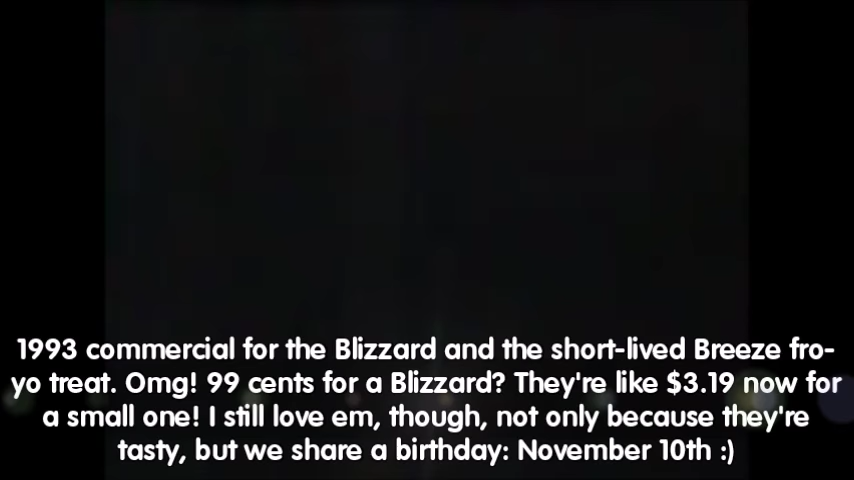 1993 commercial for the Blizzard and the short-lived Breeze fro-
yo treat. Omg! 99 cents for a Blizzard? They're like $3.19 now for
a small one! I still love em, though, not only because they're
tasty, but we share a birthday: November 10th :)